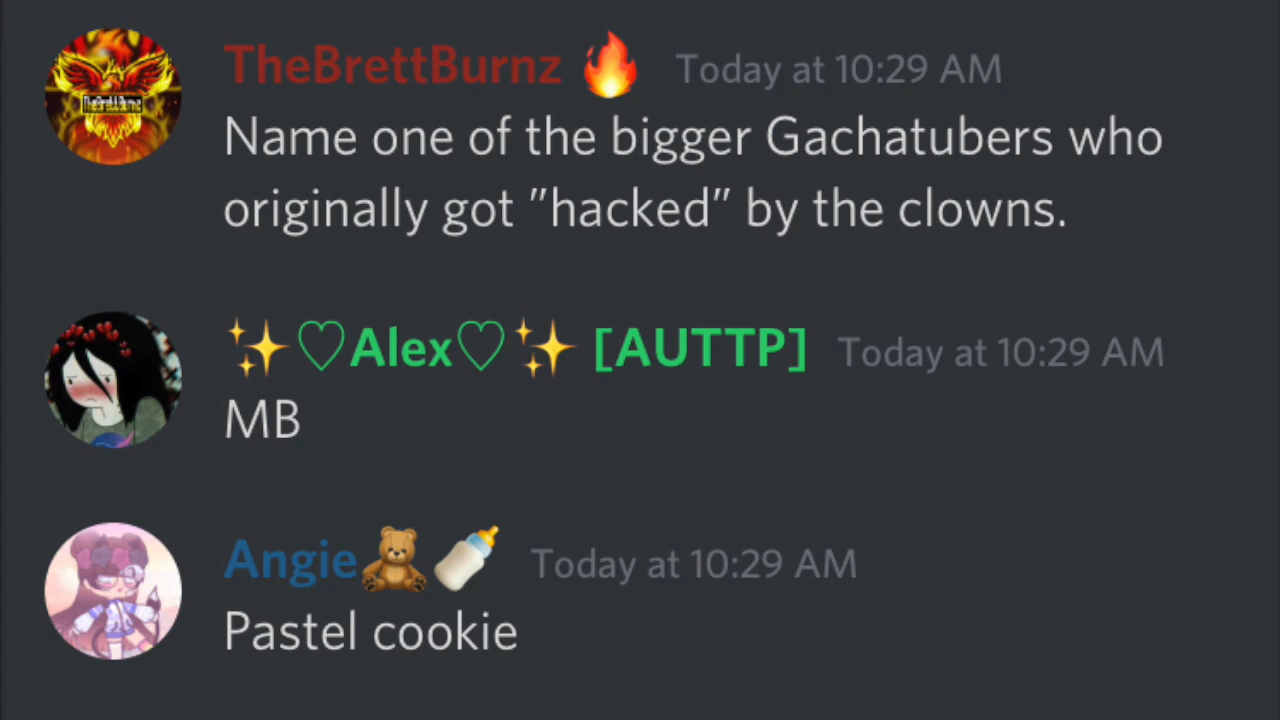 TheBrettBurnz 🔥 Today at 10:29 AM
Name one of the bigger Gachatubers who
originally got "hacked" by the clowns.
✨♡Alex♡✨ [AUTTP] Today at 10:29 AM
MB
Angie🧸🍼 Today at 10:29 AM
Pastel cookie
TheBrettBurnz